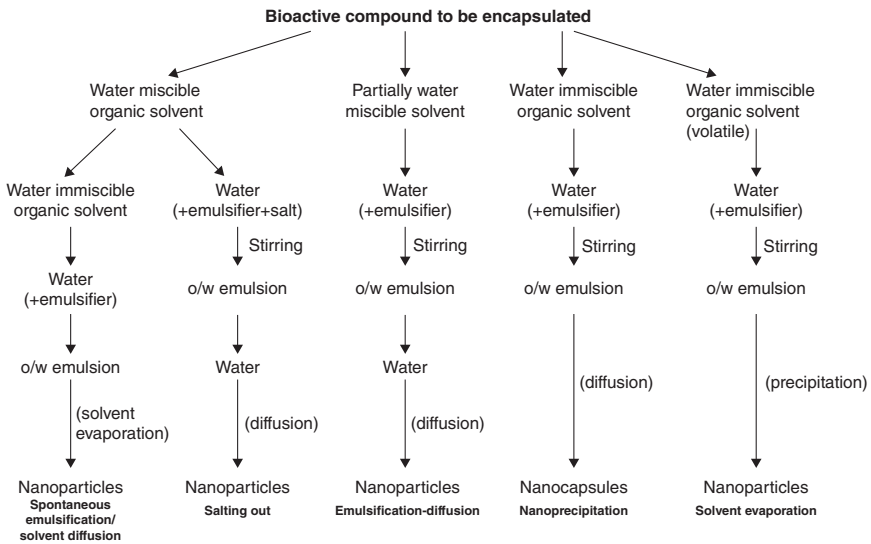 Bioactive compound to be encapsulated
Water miscible
organic solvent
Partially water
miscible solvent
Water immiscible
organic solvent
Water immiscible
organic solvent
(volatile)
Water immiscible
organic solvent
Water
(+emulsifier+salt)
Water
(+emulsifier)
Water
(+emulsifier)
Water
(+emulsifier)
Stirring
Stirring
Stirring
Stirring
Water
(+emulsifier)
o/w emulsion
o/w emulsion
o/w emulsion
o/w emulsion
o/w emulsion
Water
Water
(solvent
evaporation)
(diffusion)
(diffusion)
(diffusion)
(precipitation)
Nanoparticles
Spontaneous
emulsification/
solvent diffusion
Nanoparticles
Salting out
Nanoparticles
Emulsification-diffusion
Nanocapsules
Nanoprecipitation
Nanoparticles
Solvent evaporation